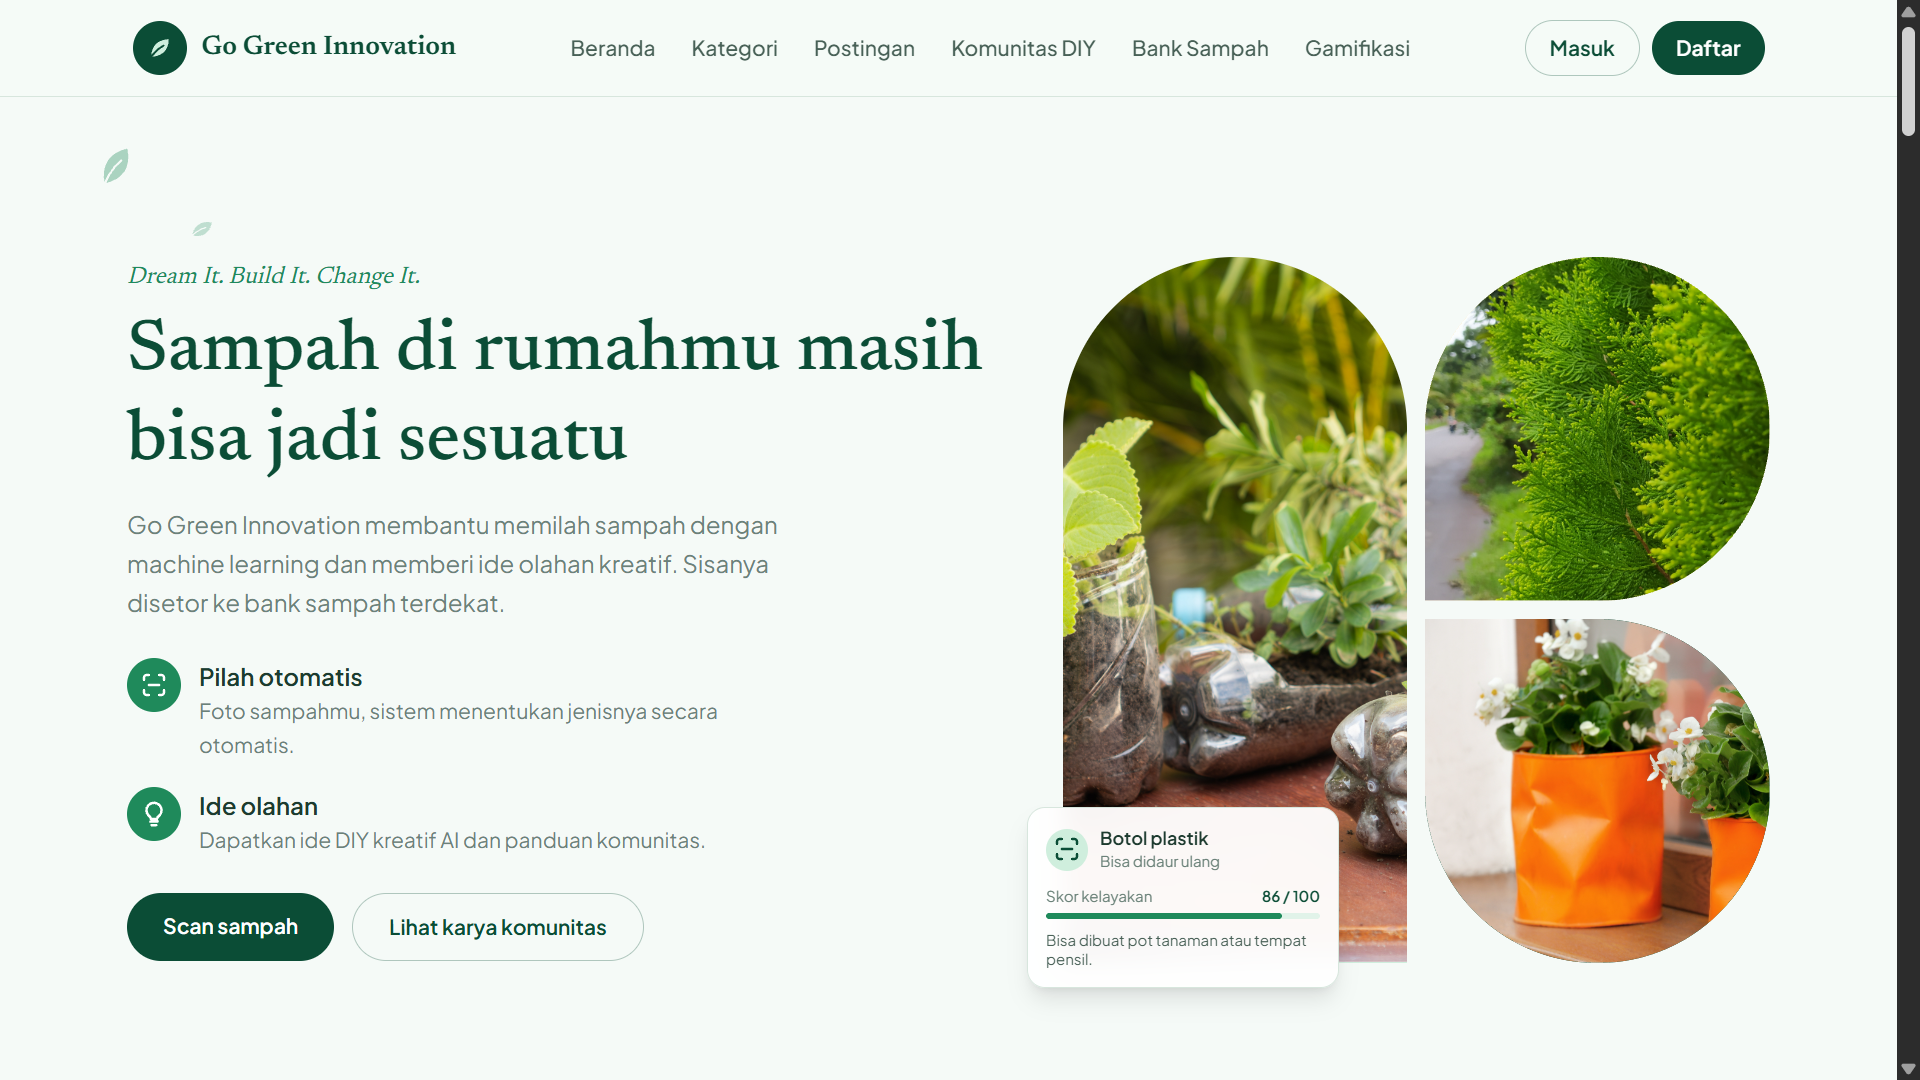 Go Green Innovation
Beranda
Kategori
Postingan
Komunitas DIY
Bank Sampah
Gamifikasi
Masuk
Daftar
Dream It. Build It. Change It.
Sampah di rumahmu masih
bisa jadi sesuatu
Go Green Innovation membantu memilah sampah dengan
machine learning dan memberi ide olahan kreatif. Sisanya
disetor ke bank sampah terdekat.
Pilah otomatis
Foto sampahmu, sistem menentukan jenisnya secara
otomatis.
Ide olahan
Dapatkan ide DIY kreatif AI dan panduan komunitas.
Scan sampah
Lihat karya komunitas
Botol plastik
Bisa didaur ulang
Skor kelayakan 86 / 100
Bisa dibuat pot tanaman atau tempat
pensil.